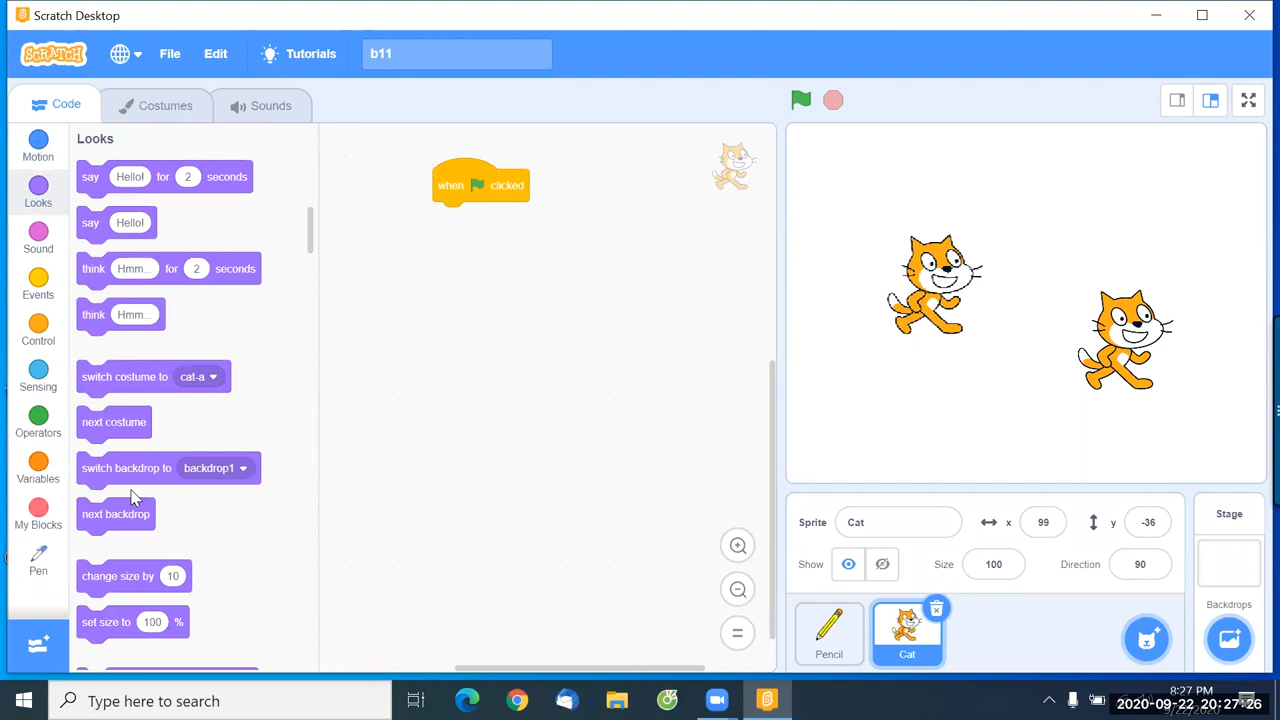 Scratch Desktop
SCRATCH File Edit Tutorials b11
Code Costumes Sounds
Motion
Looks
Sound
Events
Control
Sensing
Operators
Variables
My Blocks
Pen
Looks
say Hello! for 2 seconds
say Hello!
think Hmm... for 2 seconds
think Hmm...
switch costume to cat-a
next costume
switch backdrop to backdrop1
next backdrop
change size by 10
set size to 100 %
when clicked
Sprite Cat x 99 y -36
Show Size 100 Direction 90
Pencil
Cat
Stage
Backdrops
Type here to search
8:27 PM
2020-09-22 20:27:26